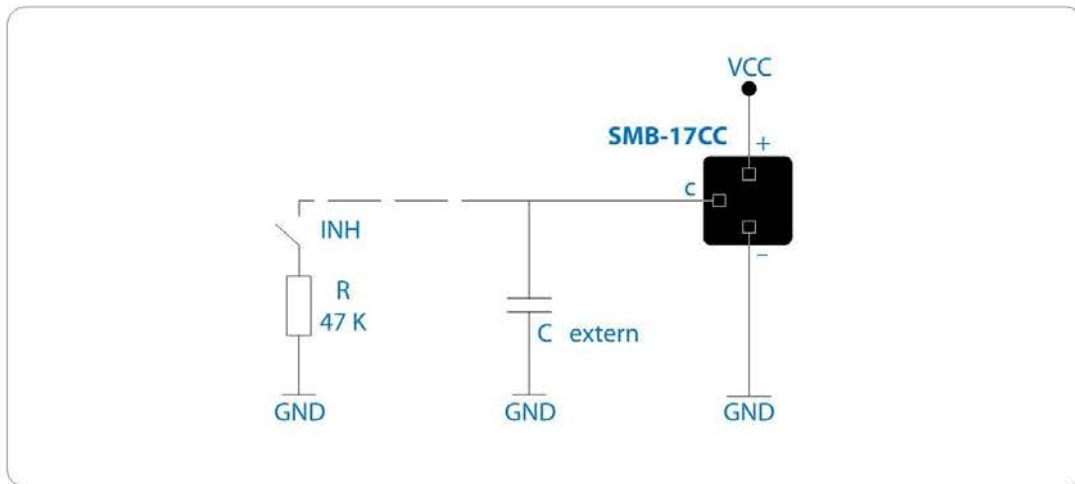 VCC
SMB-17CC
+
c
INH
–
R
47 K
C extern
GND
GND
GND